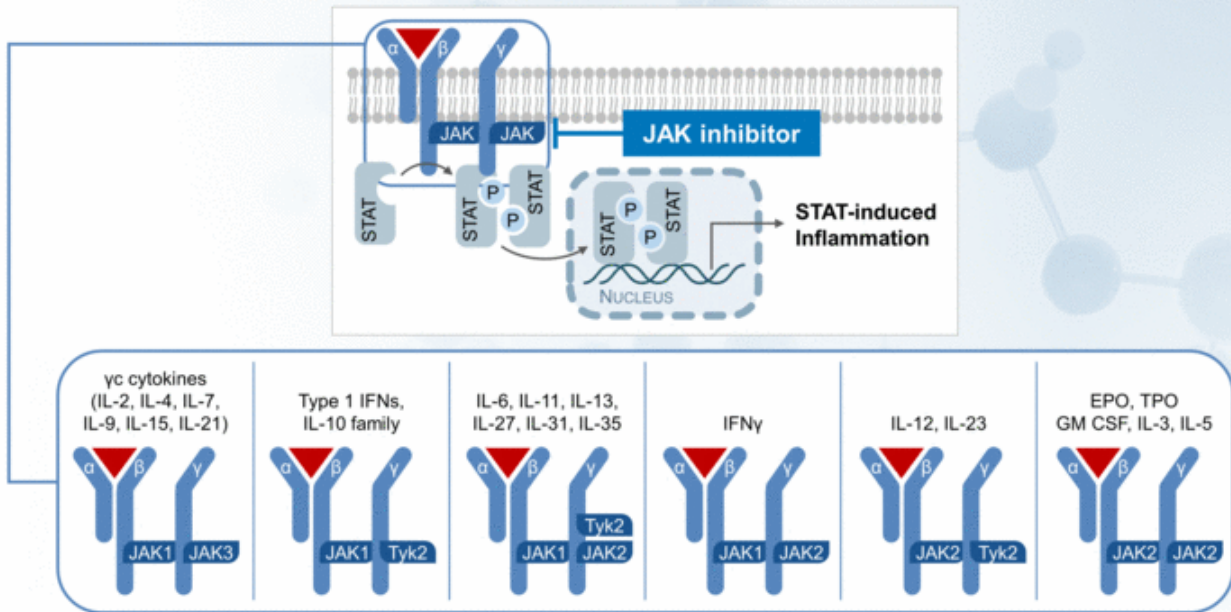 α β γ
JAK JAK
JAK inhibitor
STAT
STAT
STAT
P
P
STAT
STAT
P
P
NUCLEUS
STAT-induced
Inflammation
γc cytokines
(IL-2, IL-4, IL-7,
IL-9, IL-15, IL-21)
α β γ
JAK1 JAK3
Type 1 IFNs,
IL-10 family
α β γ
JAK1 Tyk2
IL-6, IL-11, IL-13,
IL-27, IL-31, IL-35
α β γ
Tyk2
JAK1 JAK2
IFNγ
α β γ
JAK1 JAK2
IL-12, IL-23
α β γ
JAK2 Tyk2
EPO, TPO
GM CSF, IL-3, IL-5
α β γ
JAK2 JAK2